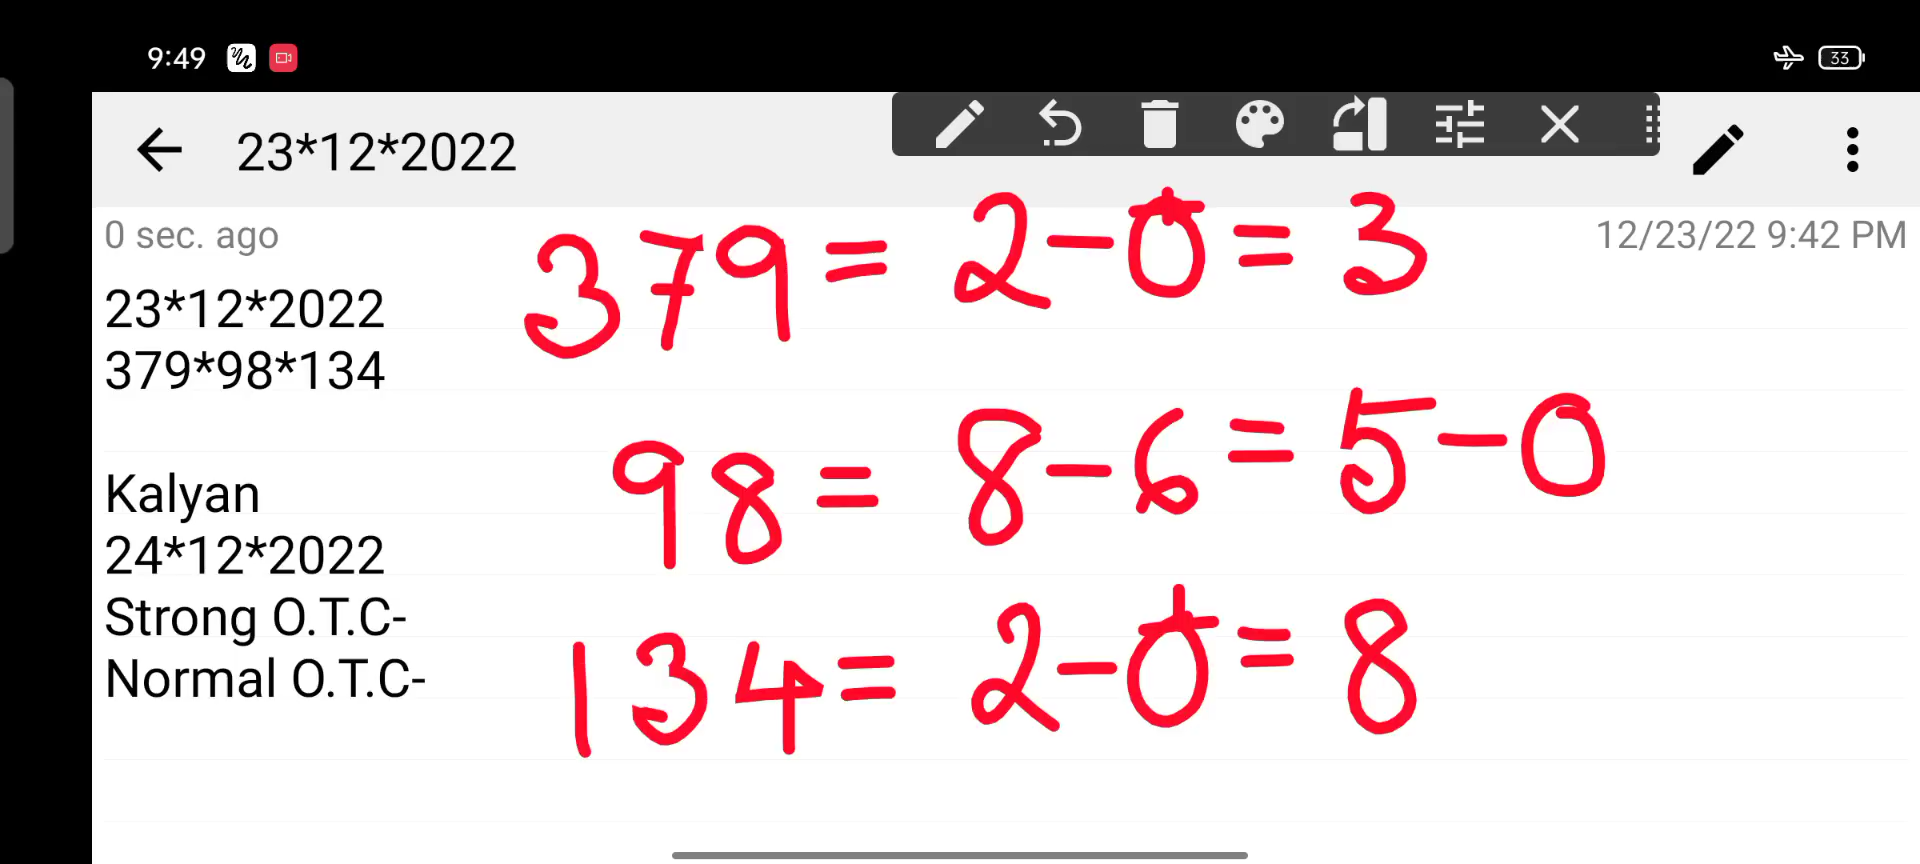 9:49
33
23*12*2022
0 sec. ago
12/23/22 9:42 PM
23*12*2022
379*98*134
Kalyan
24*12*2022
Strong O.T.C-
Normal O.T.C-
379 = 2-0 = 3
98 = 8-6 = 5-0
134 = 2-0 = 8